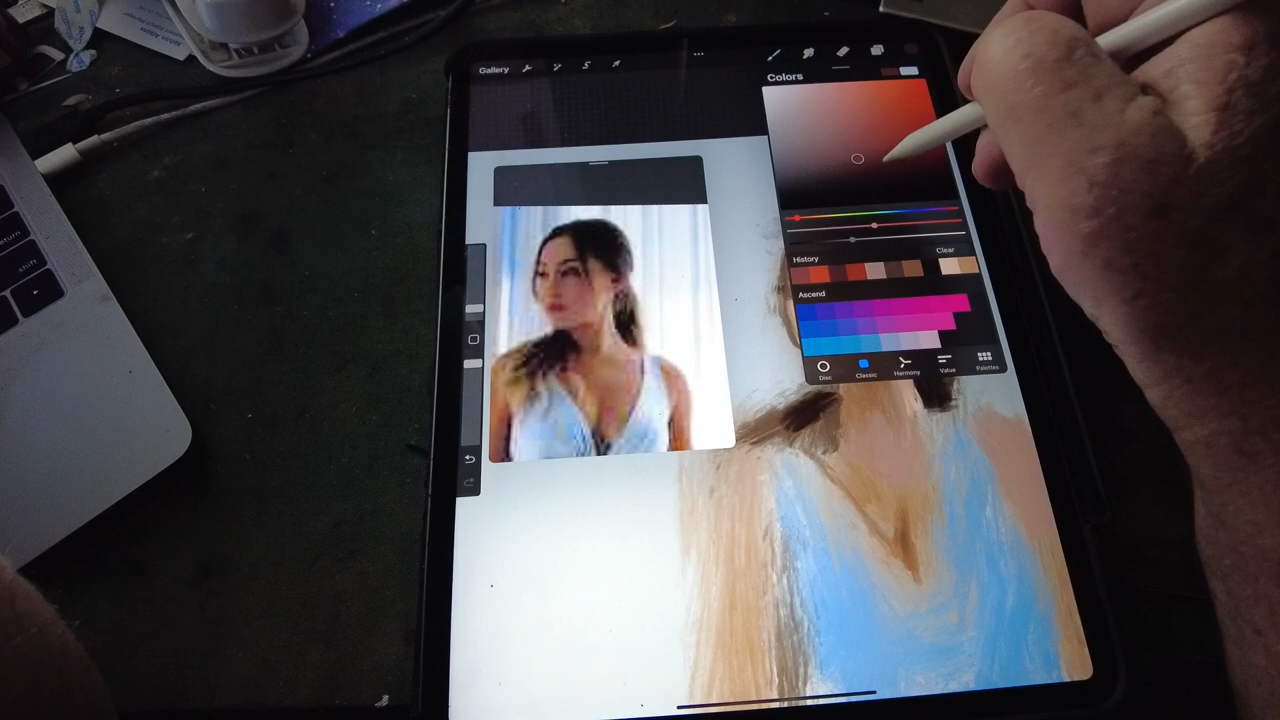 Gallery
S
Colors
History
Clear
Ascend
Disc
Classic
Harmony
Value
Palettes
return
shift